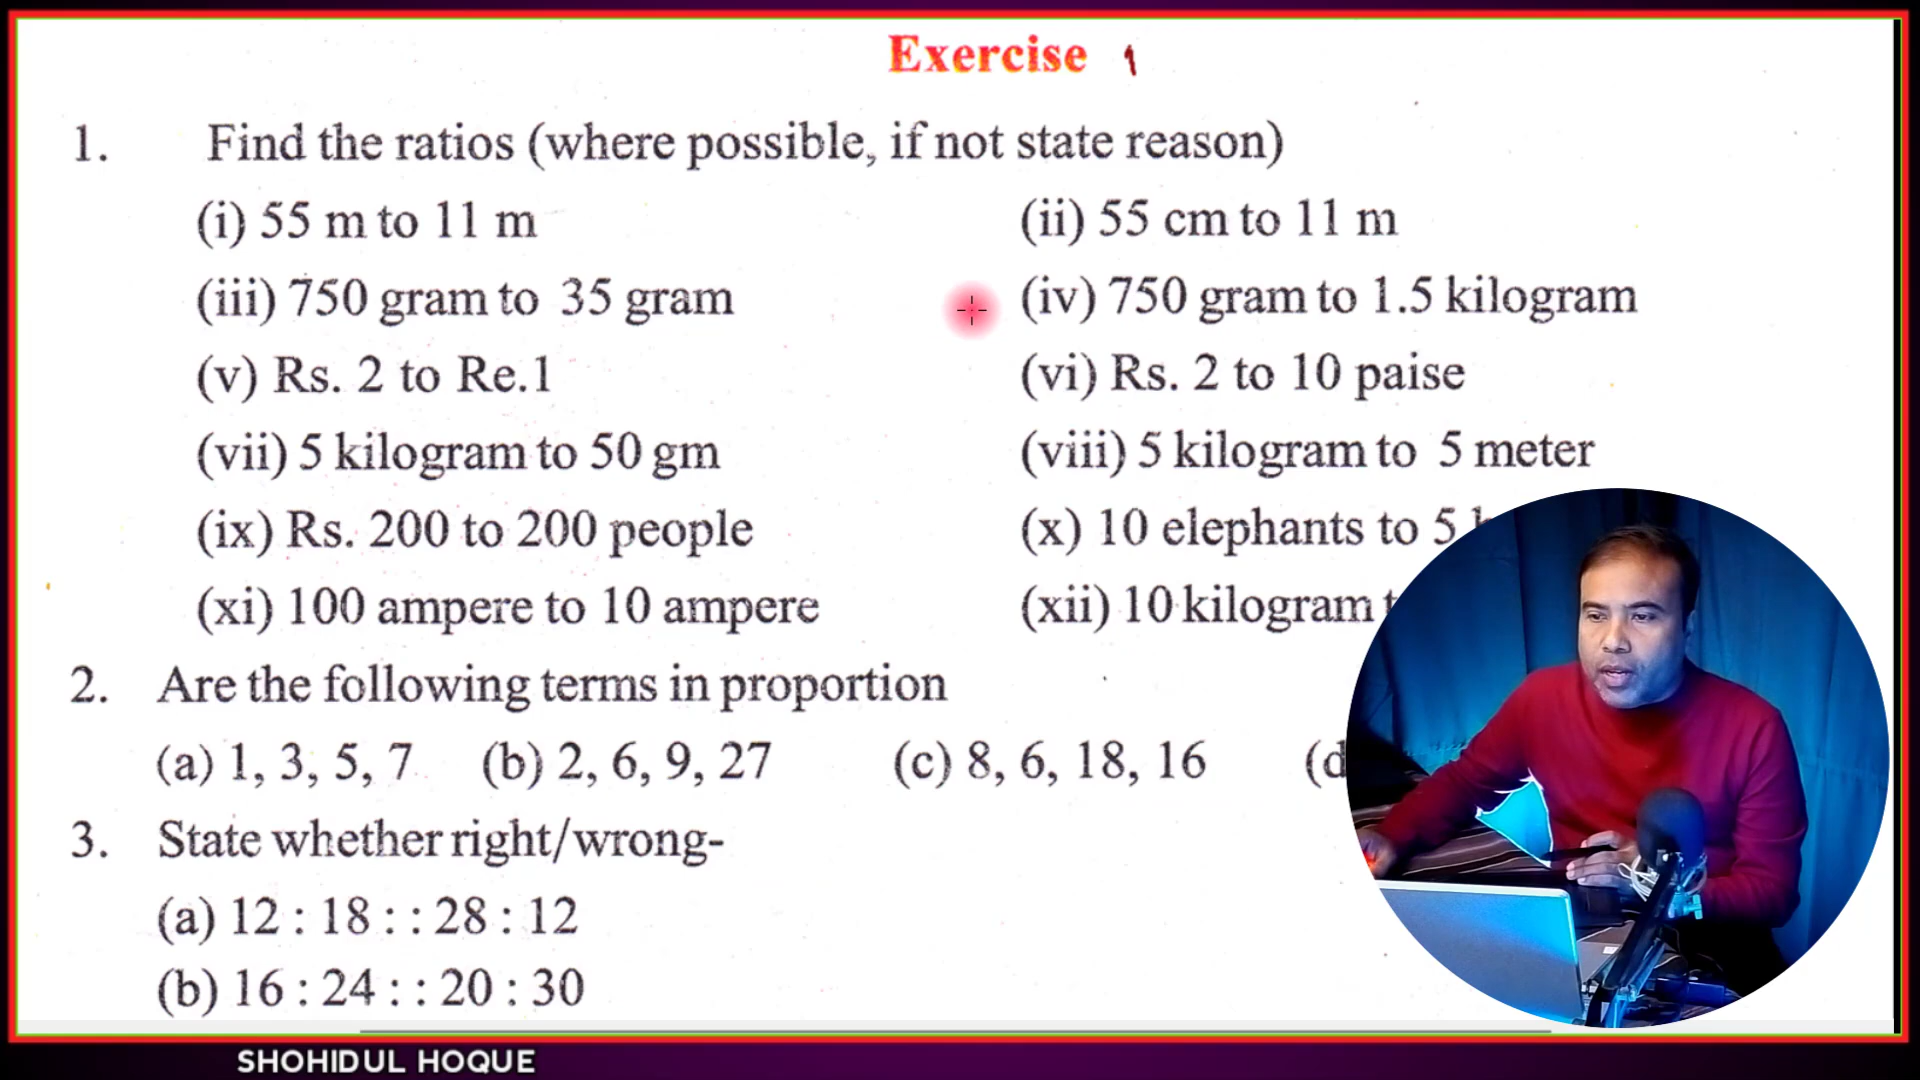 Exercise 1
1. Find the ratios (where possible, if not state reason)
(i) 55 m to 11 m (ii) 55 cm to 11 m
(iii) 750 gram to 35 gram (iv) 750 gram to 1.5 kilogram
(v) Rs. 2 to Re.1 (vi) Rs. 2 to 10 paise
(vii) 5 kilogram to 50 gm (viii) 5 kilogram to 5 meter
(ix) Rs. 200 to 200 people (x) 10 elephants to 5
(xi) 100 ampere to 10 ampere (xii) 10 kilogram
2. Are the following terms in proportion
(a) 1, 3, 5, 7 (b) 2, 6, 9, 27 (c) 8, 6, 18, 16 (d
3. State whether right/wrong-
(a) 12 : 18 : : 28 : 12
(b) 16 : 24 : : 20 : 30
SHOHIDUL HOQUE